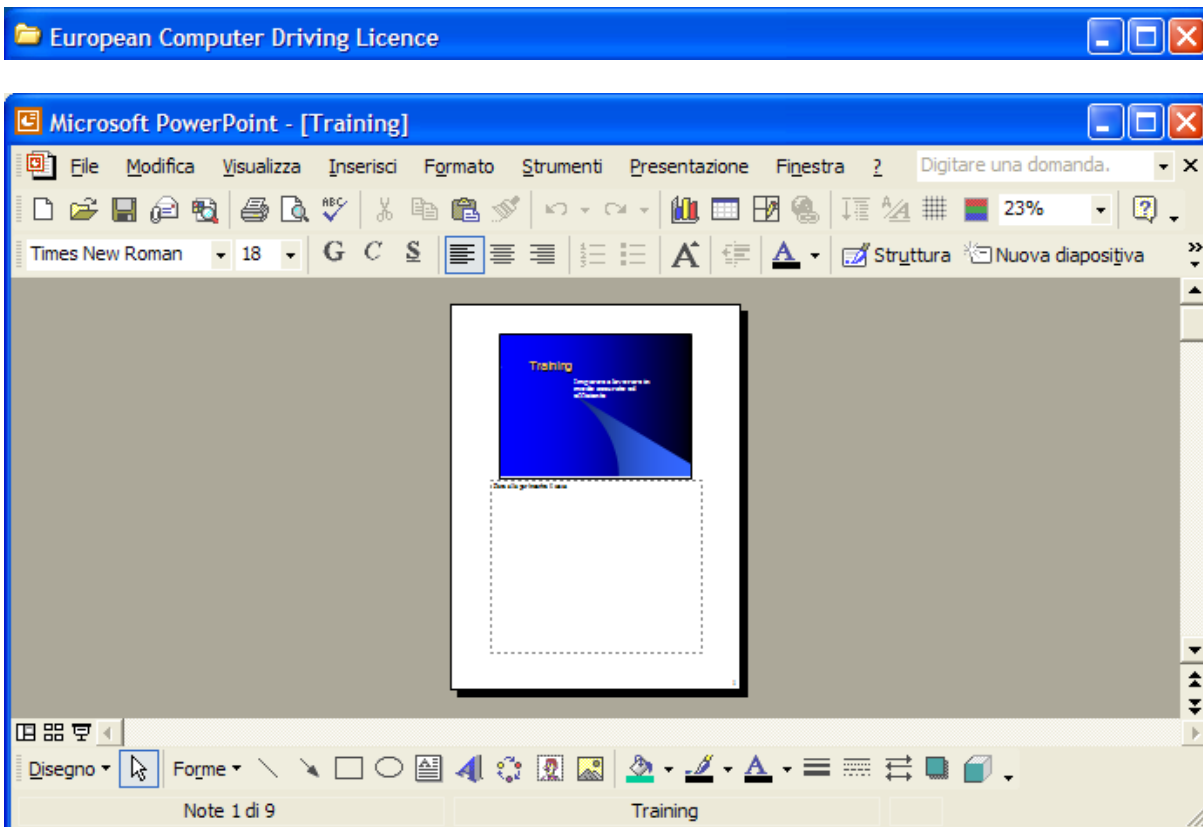 European Computer Driving Licence
Microsoft PowerPoint - [Training]
File Modifica Visualizza Inserisci Formato Strumenti Presentazione Finestra ? Digitare una domanda.
ABC 23%
Times New Roman 18 G C S A A Struttura Nuova diapositiva
Training
Disegno Forme A
Note 1 di 9 Training